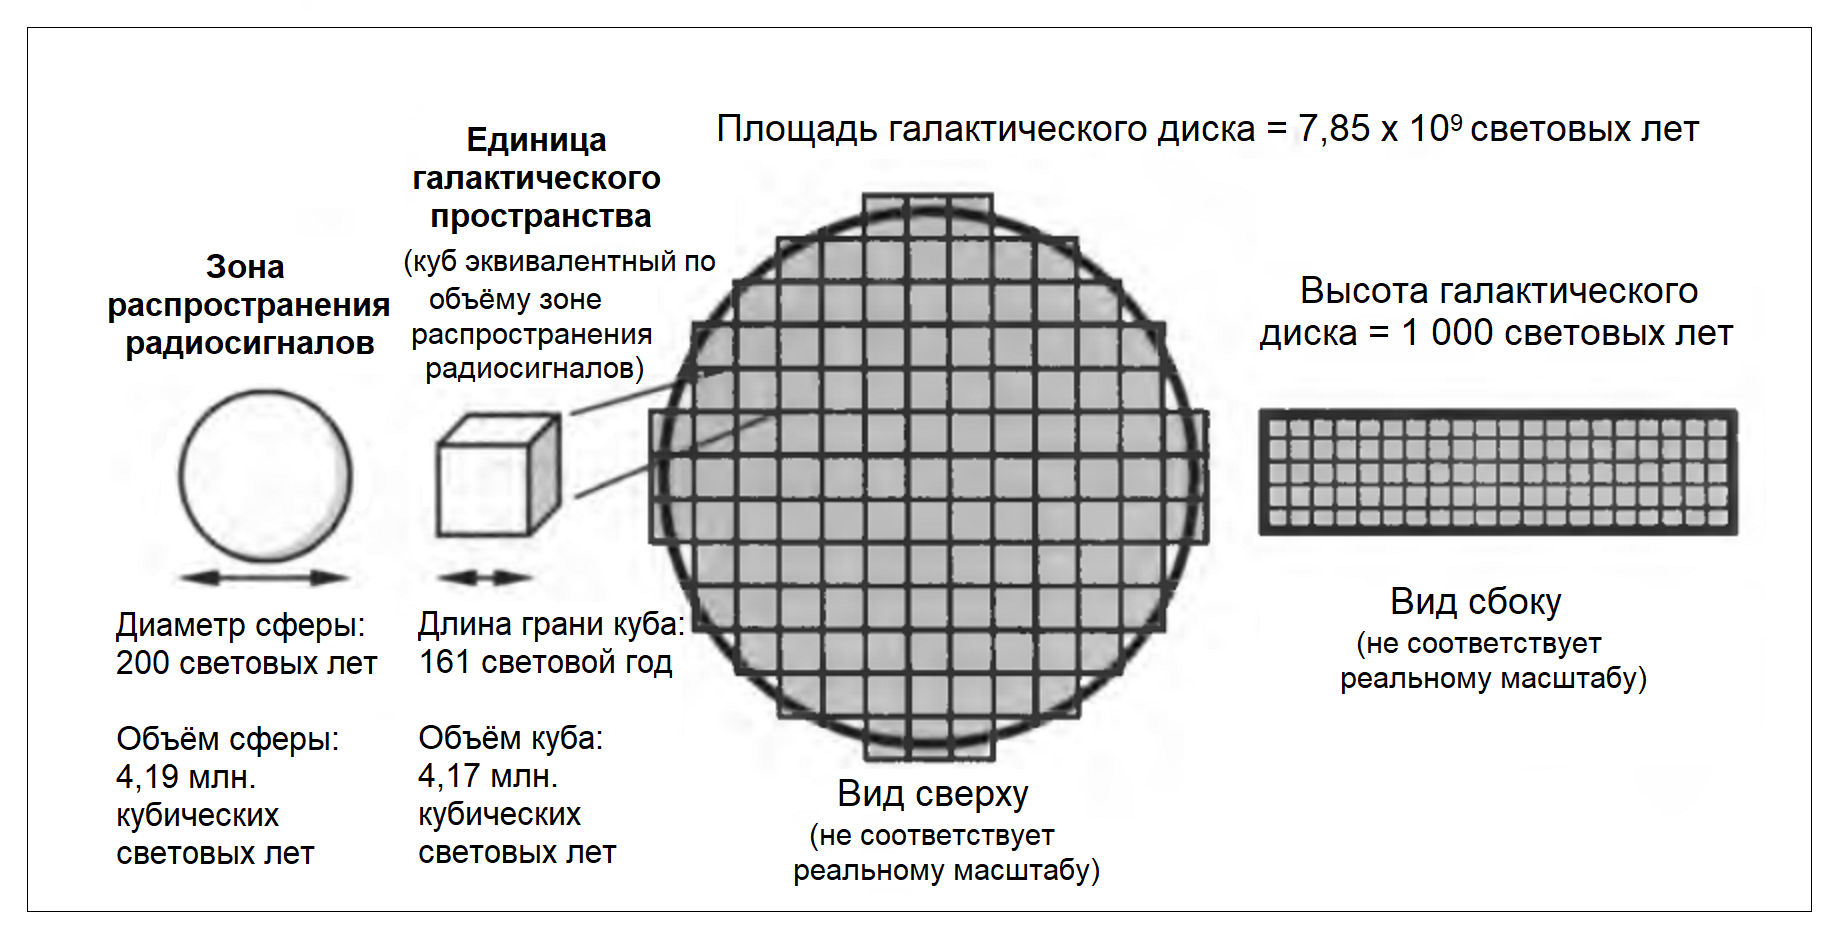 Площадь галактического диска = 7,85 x 10⁹ световых лет
Единица
галактического
пространства
(куб эквивалентный по
объёму зоне
распространения
радиосигналов)
Зона
распространения
радиосигналов
Высота галактического
диска = 1 000 световых лет
Диаметр сферы:
200 световых лет
Объём сферы:
4,19 млн.
кубических
световых лет
Длина грани куба:
161 световой год
Объём куба:
4,17 млн.
кубических
световых лет
Вид сверху
(не соответствует
реальному масштабу)
Вид сбоку
(не соответствует
реальному масштабу)